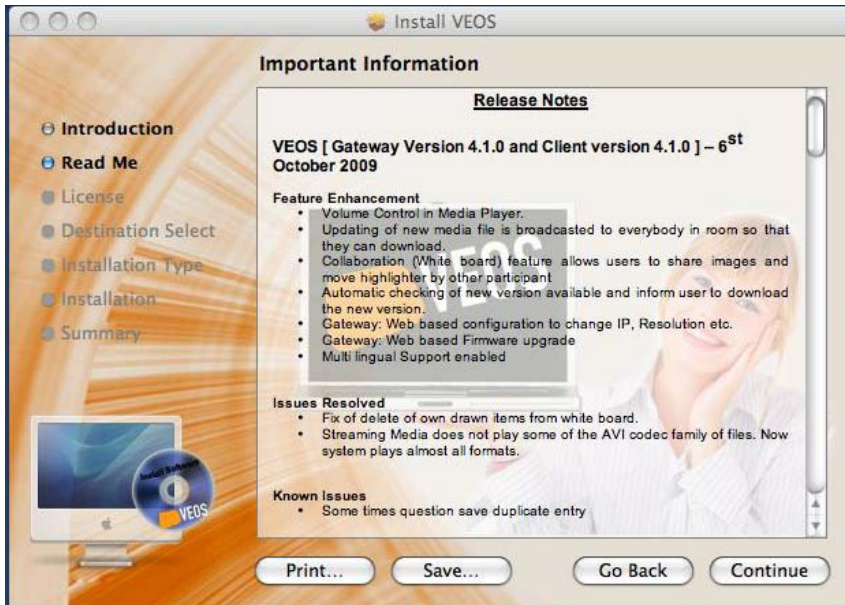 Install VEOS
Important Information
Introduction
Read Me
License
Destination Select
Installation Type
Installation
Summary
Release Notes
VEOS [ Gateway Version 4.1.0 and Client version 4.1.0 ] – 6st
October 2009
Feature Enhancement
• Volume Control in Media Player.
• Updating of new media file is broadcasted to everybody in room so that
they can download.
• Collaboration (White board) feature allows users to share images and
move highlighter by other participant
• Automatic checking of new version available and inform user to download
the new version.
• Gateway: Web based configuration to change IP, Resolution etc.
• Gateway: Web based Firmware upgrade
• Multi lingual Support enabled
VEOS
Issues Resolved
• Fix of delete of own drawn items from white board.
• Streaming Media does not play some of the AVI codec family of files. Now
system plays almost all formats.
Known Issues
• Some times question save duplicate entry
Install Software
VEOS
Print...
Save...
Go Back
Continue